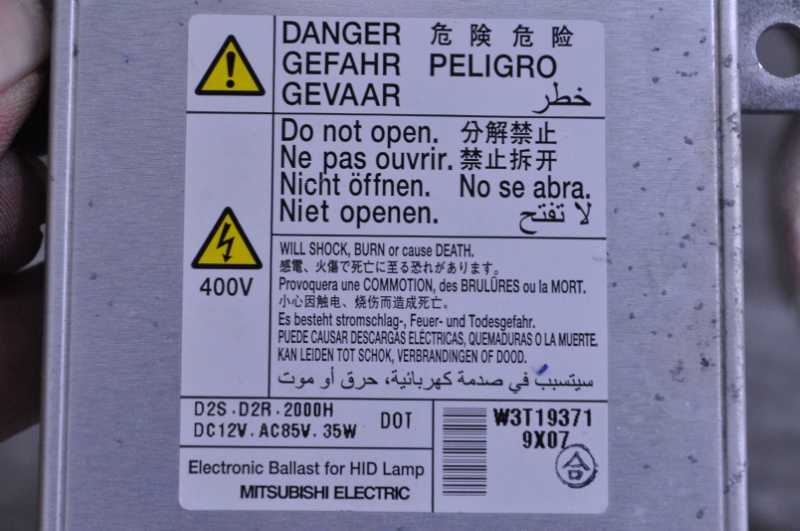 DANGER 危険 危险
GEFAHR PELIGRO
GEVAAR خطر
Do not open. 分解禁止
Ne pas ouvrir. 禁止拆开
Nicht öffnen. No se abra.
Niet openen. لا تفتح
400V
WILL SHOCK, BURN or cause DEATH.
感電、火傷で死亡に至る恐れがあります。
Provoquera une COMMOTION, des BRULÛRES ou la MORT.
小心因触电、烧伤而造成死亡。
Es besteht stromschlag-, Feuer- und Todesgefahr.
PUEDE CAUSAR DESCARGAS ELÉCTRICAS, QUEMADURAS O LA MUERTE.
KAN LEIDEN TOT SCHOK, VERBRANDINGEN OF DOOD.
سيتسبب في صدمة كهربائية، حرق أو موت
D2S.D2R.2000H
DC12V.AC85V.35W DOT
W3T19371
9X07
合
Electronic Ballast for HID Lamp
MITSUBISHI ELECTRIC